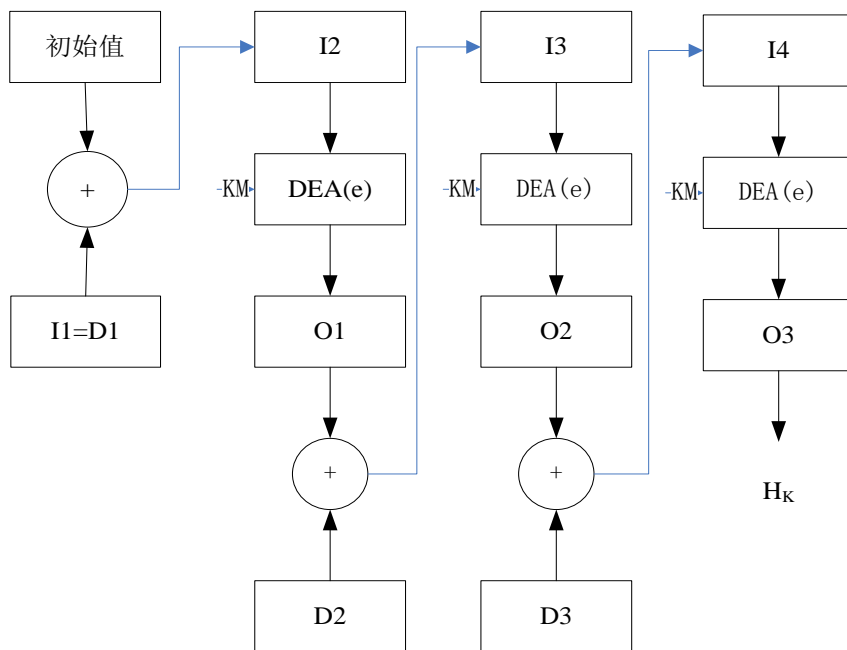 初始值
I2
I3
I4
+
-KM-
DEA(e)
-KM-
DEA(e)
-KM-
DEA(e)
I1=D1
O1
O2
O3
+
+
HK
D2
D3